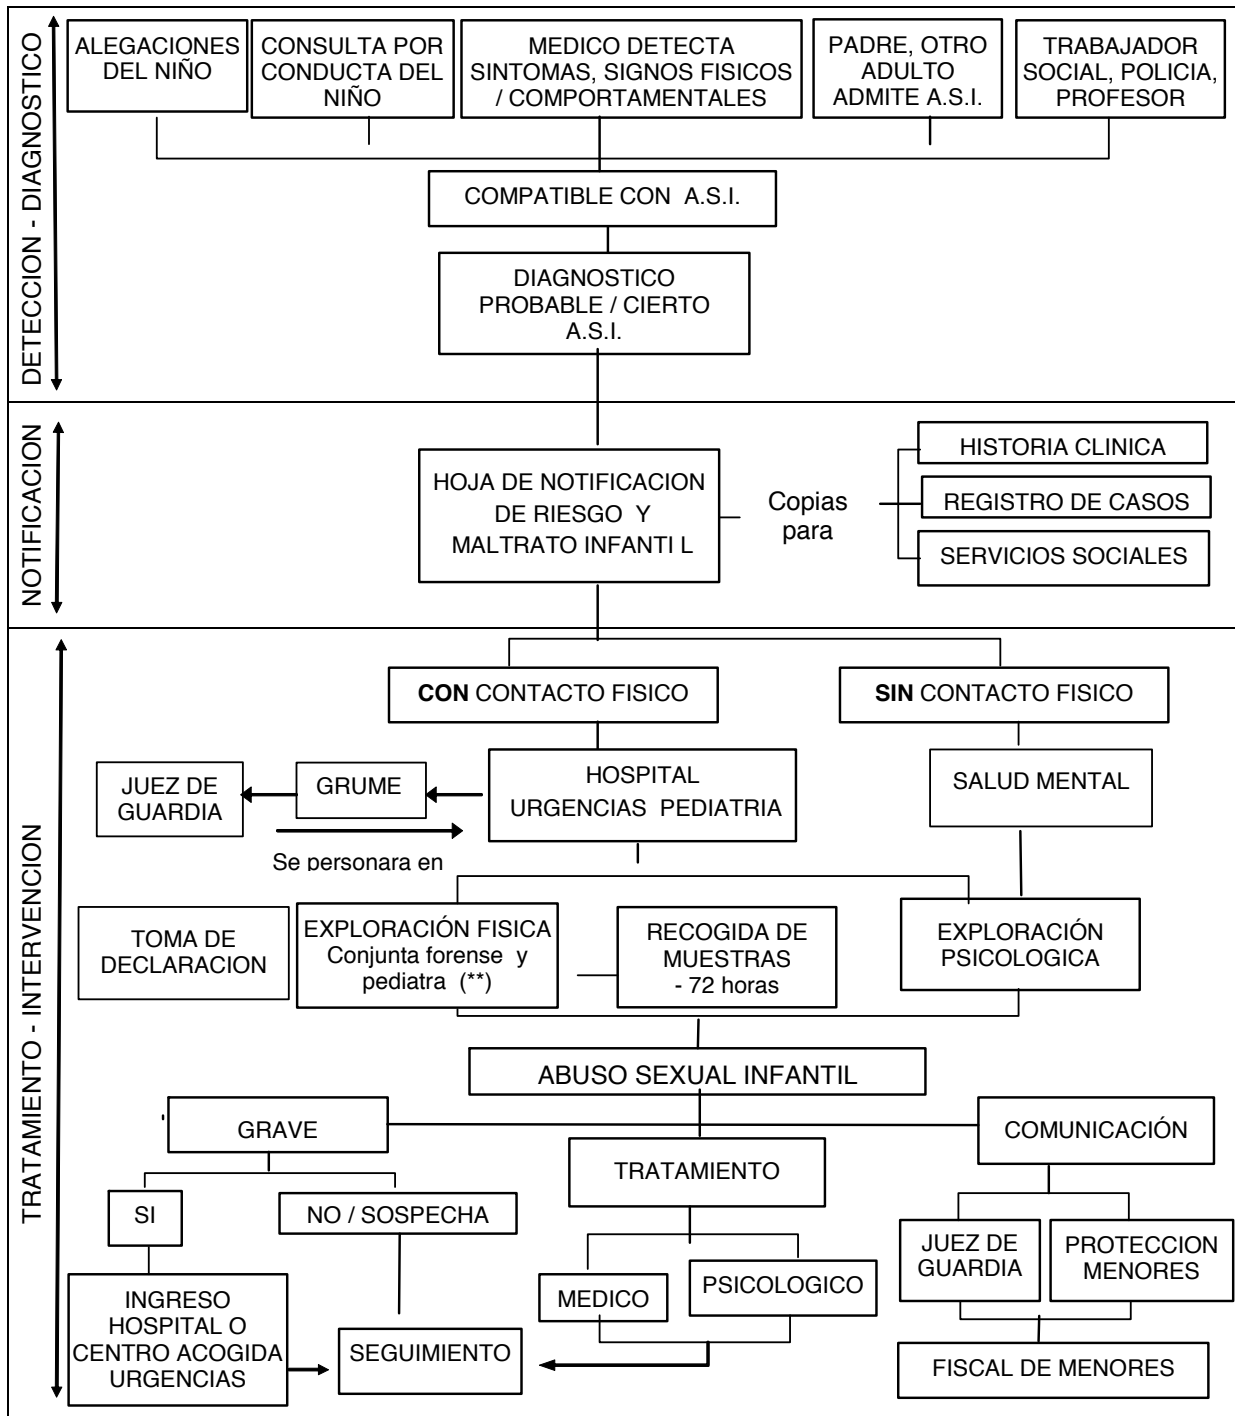 DETECCION - DIAGNOSTICO
ALEGACIONES
DEL NIÑO
CONSULTA POR
CONDUCTA DEL
NIÑO
MEDICO DETECTA
SINTOMAS, SIGNOS FISICOS
/ COMPORTAMENTALES
PADRE, OTRO
ADULTO
ADMITE A.S.I.
TRABAJADOR
SOCIAL, POLICIA,
PROFESOR
COMPATIBLE CON A.S.I.
DIAGNOSTICO
PROBABLE / CIERTO
A.S.I.
NOTIFICACION
HOJA DE NOTIFICACION
DE RIESGO Y
MALTRATO INFANTI L
Copias
para
HISTORIA CLINICA
REGISTRO DE CASOS
SERVICIOS SOCIALES
TRATAMIENTO - INTERVENCION
CON CONTACTO FISICO
SIN CONTACTO FISICO
JUEZ DE
GUARDIA
GRUME
HOSPITAL
URGENCIAS PEDIATRIA
SALUD MENTAL
Se personara en
TOMA DE
DECLARACION
EXPLORACIÓN FISICA
Conjunta forense y
pediatra (**)
RECOGIDA DE
MUESTRAS
- 72 horas
EXPLORACIÓN
PSICOLOGICA
ABUSO SEXUAL INFANTIL
GRAVE
TRATAMIENTO
COMUNICACIÓN
SI
NO / SOSPECHA
JUEZ DE
GUARDIA
PROTECCION
MENORES
MEDICO
PSICOLOGICO
INGRESO
HOSPITAL O
CENTRO ACOGIDA
URGENCIAS
SEGUIMIENTO
FISCAL DE MENORES